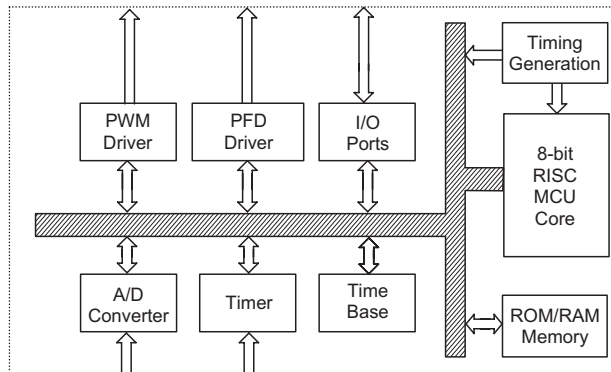 Timing
Generation
PWM
Driver
PFD
Driver
I/O
Ports
8-bit
RISC
MCU
Core
A/D
Converter
Timer
Time
Base
ROM/RAM
Memory